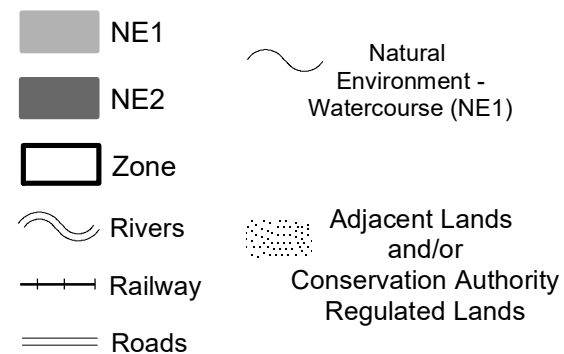 NE1
NE2
Zone
Rivers
Railway
Roads
Natural
Environment -
Watercourse (NE1)
Adjacent Lands
and/or
Conservation Authority
Regulated Lands